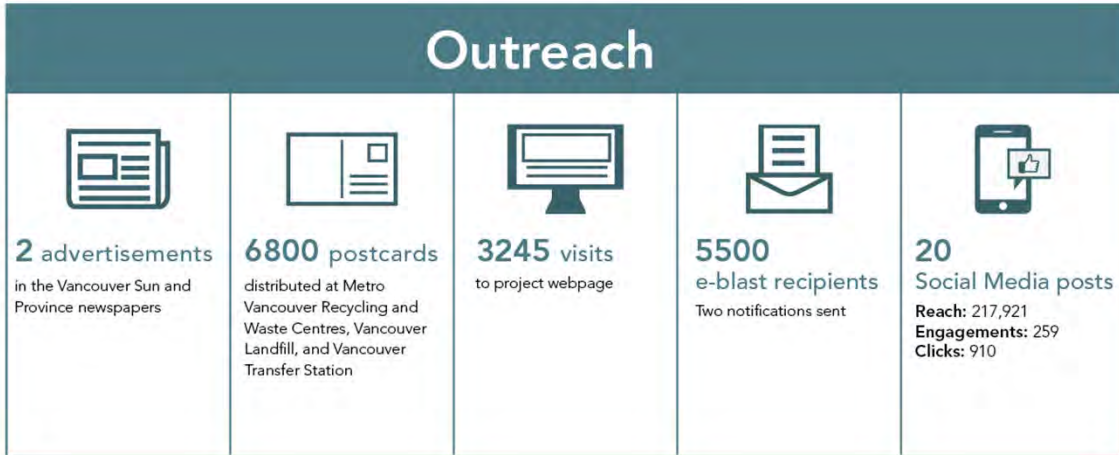 Outreach
2 advertisements
in the Vancouver Sun and
Province newspapers
6800 postcards
distributed at Metro
Vancouver Recycling and
Waste Centres, Vancouver
Landfill, and Vancouver
Transfer Station
3245 visits
to project webpage
5500
e-blast recipients
Two notifications sent
20
Social Media posts
Reach: 217,921
Engagements: 259
Clicks: 910